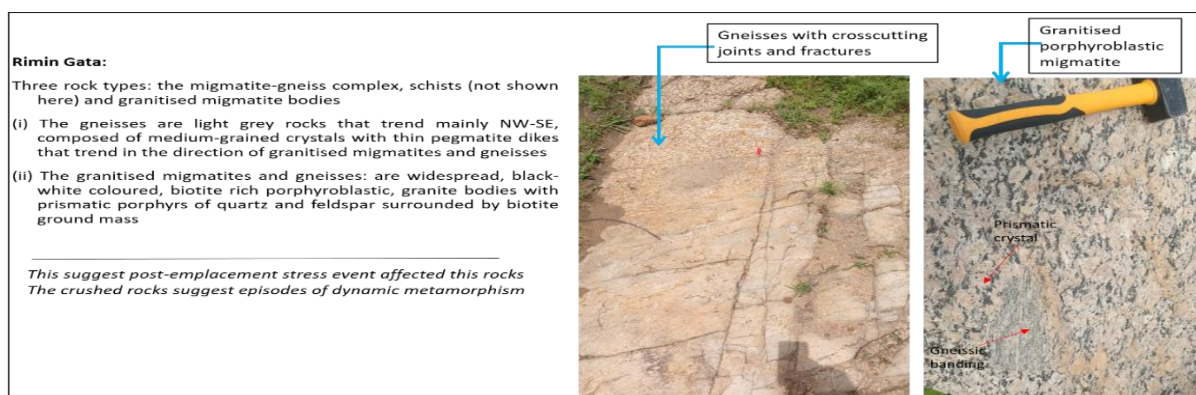 Rimin Gata:
Three rock types: the migmatite-gneiss complex, schists (not shown
here) and granitised migmatite bodies
(i) The gneisses are light grey rocks that trend mainly NW-SE,
composed of medium-grained crystals with thin pegmatite dikes
that trend in the direction of granitised migmatites and gneisses
(ii) The granitised migmatites and gneisses: are widespread, black-
white coloured, biotite rich porphyroblastic, granite bodies with
prismatic porphyrs of quartz and feldspar surrounded by biotite
ground mass
This suggest post-emplacement stress event affected this rocks
The crushed rocks suggest episodes of dynamic metamorphism
Gneisses with crosscutting
joints and fractures
Granitised
porphyroblastic
migmatite
Prismatic
crystal
Gneissic
banding